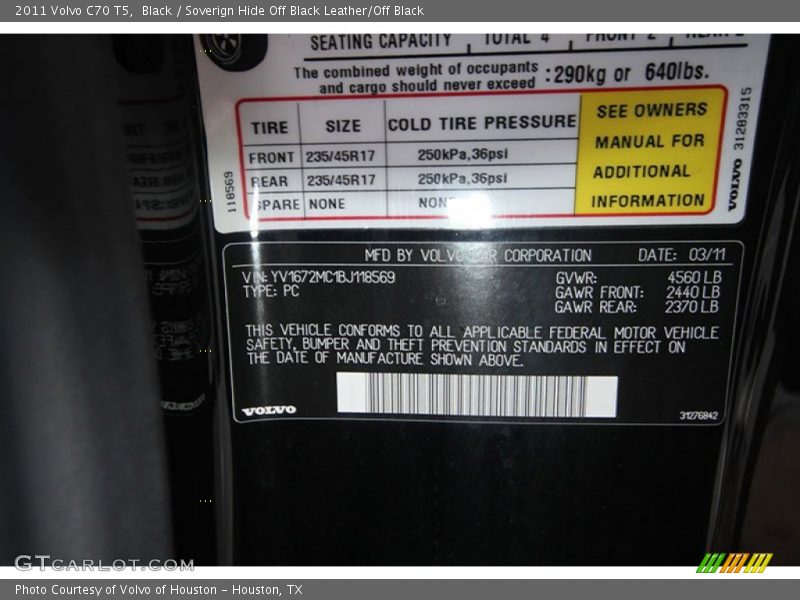 2011 Volvo C70 T5,  Black / Soverign Hide Off Black Leather/Off Black
SEATING CAPACITY TOTAL 4 FRONT 2
The combined weight of occupants
and cargo should never exceed : 290kg or 640lbs.
TIRE SIZE COLD TIRE PRESSURE
FRONT 235/45R17 250kPa,36psi
REAR 235/45R17 250kPa,36psi
SPARE NONE
SEE OWNERS
MANUAL FOR
ADDITIONAL
INFORMATION
118569
VOLVO 31283315
MFD BY VOLVO CAR CORPORATION DATE: 03/11
VIN: YV1672MC1BJ118569
TYPE: PC
GVWR: 4560 LB
GAWR FRONT: 2440 LB
GAWR REAR: 2370 LB
THIS VEHICLE CONFORMS TO ALL APPLICABLE FEDERAL MOTOR VEHICLE
SAFETY, BUMPER AND THEFT PREVENTION STANDARDS IN EFFECT ON
THE DATE OF MANUFACTURE SHOWN ABOVE.
VOLVO
31276842
GTcarlot.com
Photo Courtesy of Volvo of Houston - Houston, TX